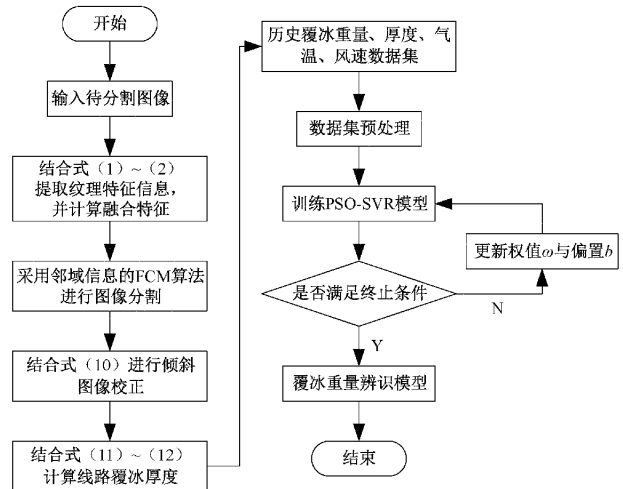 开始
输入待分割图像
结合式（1）~（2）
提取纹理特征信息，
并计算融合特征
采用邻域信息的FCM算法
进行图像分割
结合式（10）进行倾斜
图像校正
结合式（11）~（12）
计算线路覆冰厚度
历史覆冰重量、厚度、气
温、风速数据集
数据集预处理
训练PSO-SVR模型
更新权值ω与偏置b
是否满足终止条件
N
Y
覆冰重量辨识模型
结束